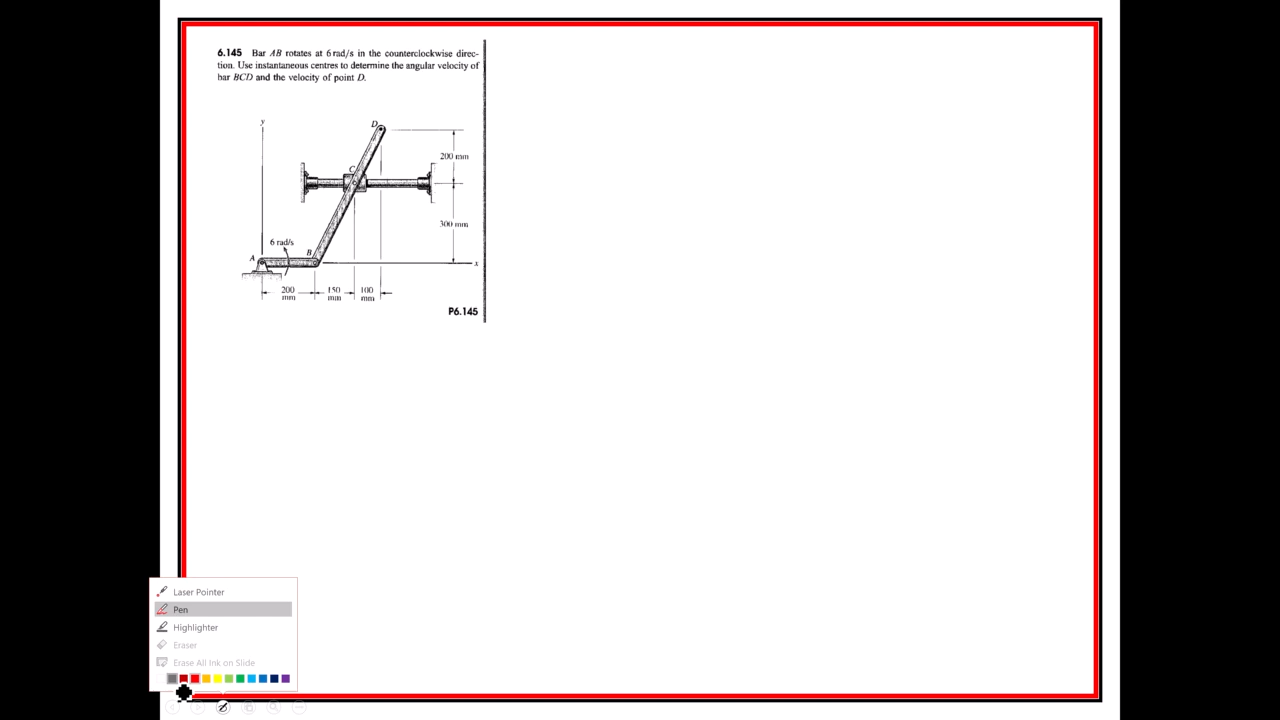 6.145 Bar AB rotates at 6 rad/s in the counterclockwise direc-
tion. Use instantaneous centres to determine the angular velocity of
bar BCD and the velocity of point D.
y
D
200 mm
C
300 mm
6 rad/s
A
B
x
200 mm
150 mm
100 mm
P6.145
Laser Pointer
Pen
Highlighter
Eraser
Erase All Ink on Slide